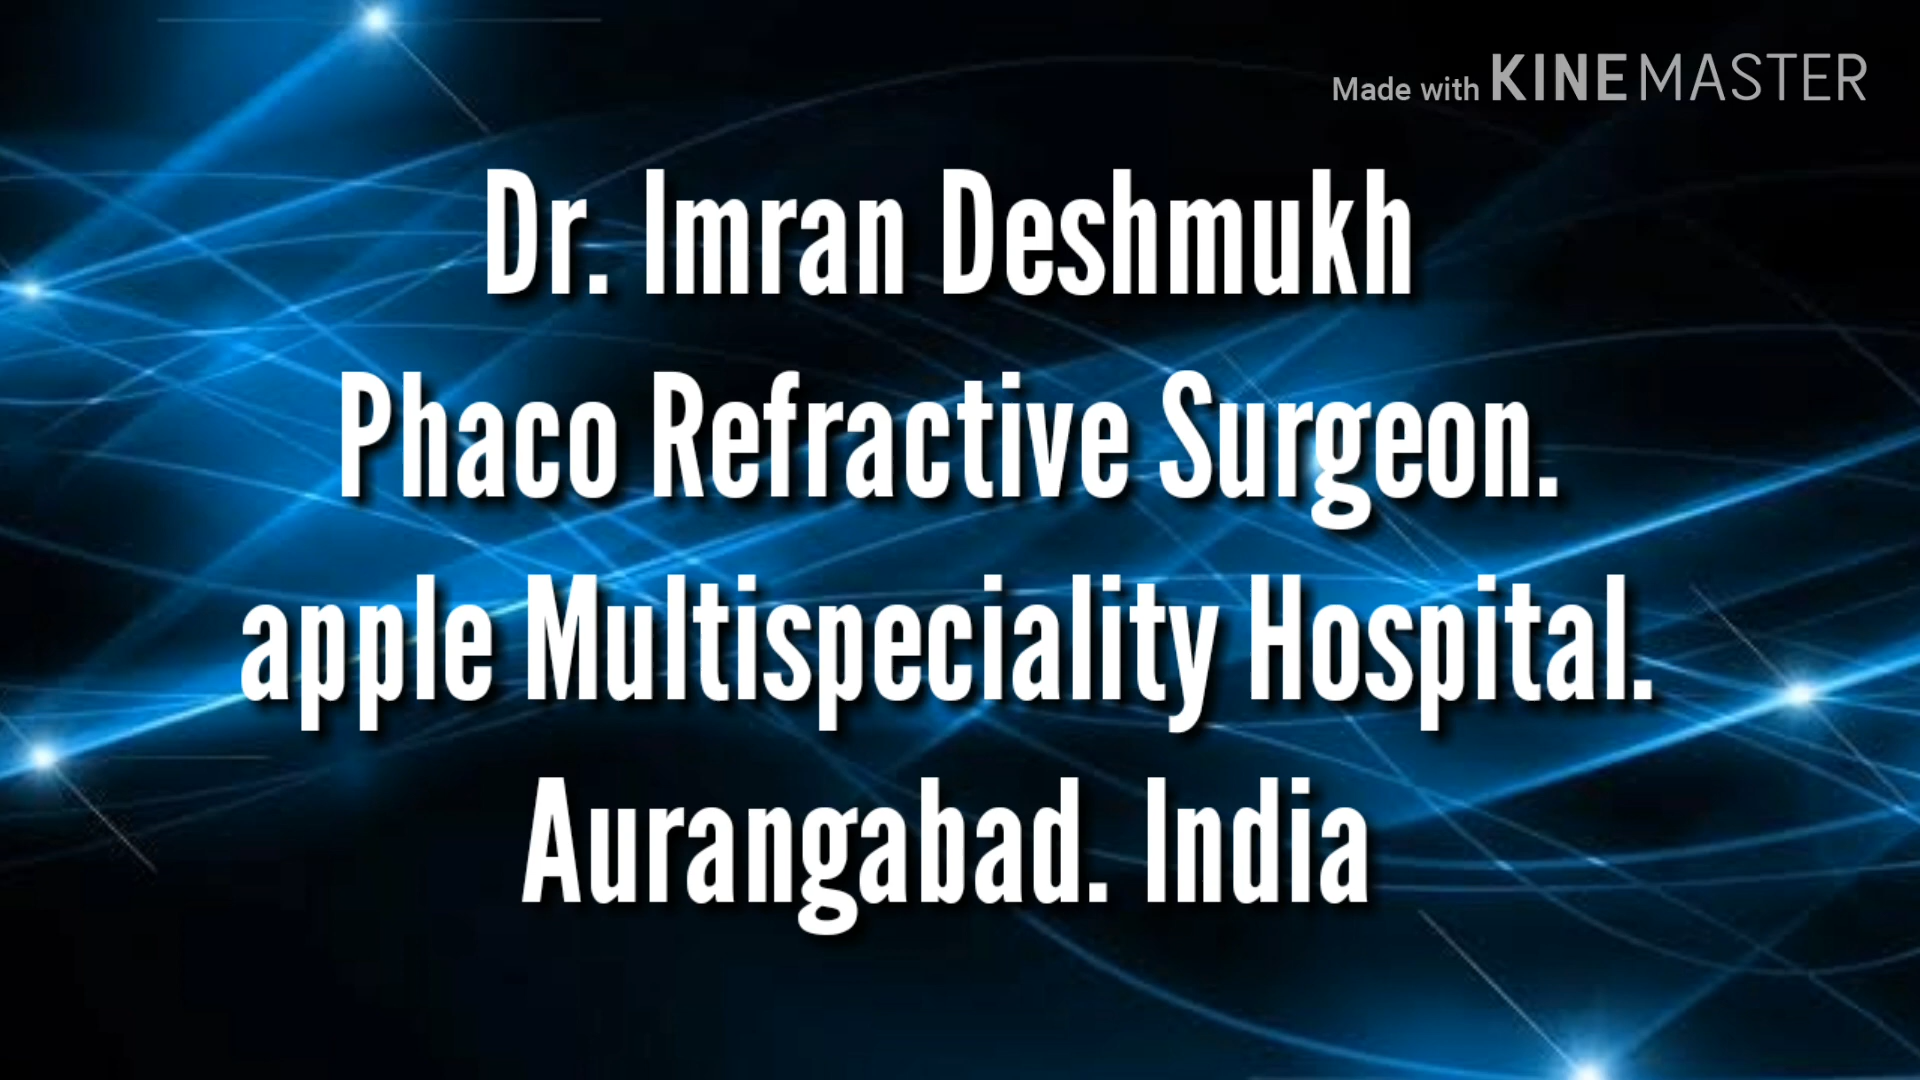 Made with KINEMASTER
Dr. Imran Deshmukh
Phaco Refractive Surgeon.
apple Multispeciality Hospital.
Aurangabad. India